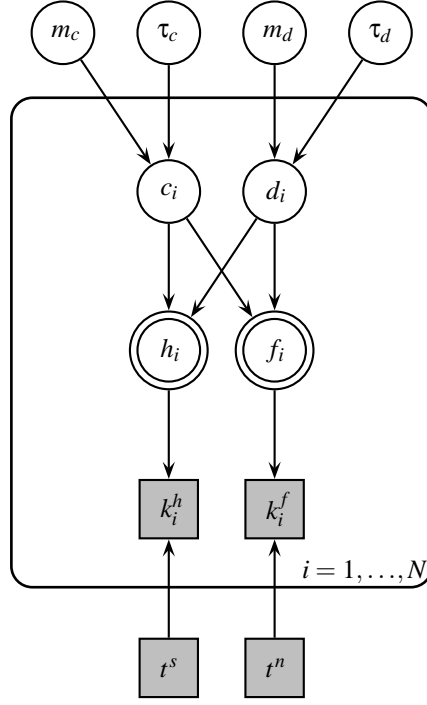 m_c τ_c m_d τ_d
c_i d_i
h_i f_i
k_i^h k_i^f
i = 1,...,N
t^s t^n